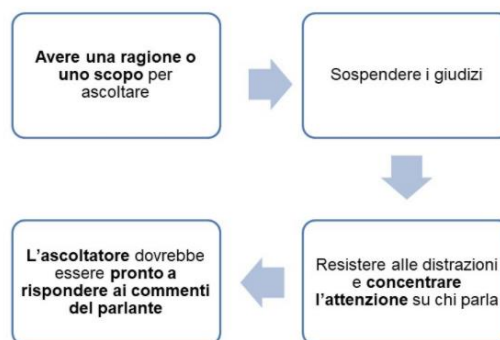 Avere una ragione o
uno scopo per
ascoltare
Sospendere i giudizi
Resistere alle distrazioni
e concentrare
l'attenzione su chi parla
L'ascoltatore dovrebbe
essere pronto a
rispondere ai commenti
del parlante